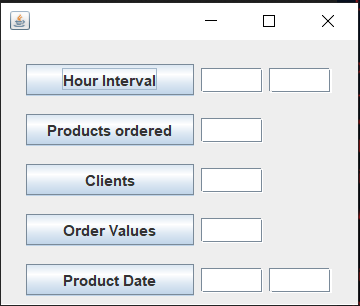 Hour Interval
Products ordered
Clients
Order Values
Product Date